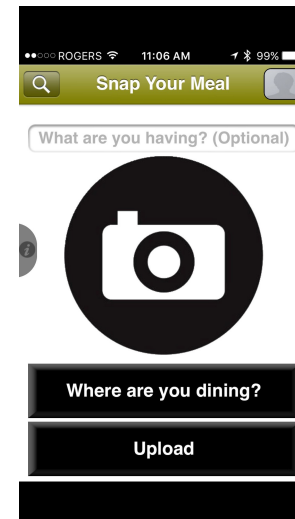 ROGERS 11:06 AM 99%
Snap Your Meal
What are you having? (Optional)
i
Where are you dining?
Upload